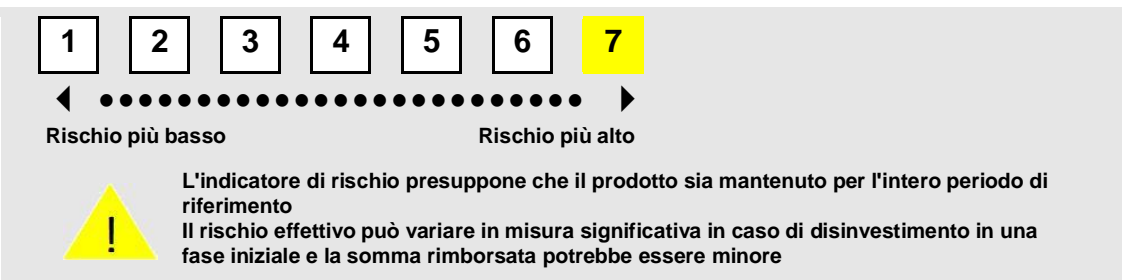 1 2 3 4 5 6 7
Rischio più basso Rischio più alto
L'indicatore di rischio presuppone che il prodotto sia mantenuto per l'intero periodo di
riferimento
Il rischio effettivo può variare in misura significativa in caso di disinvestimento in una
fase iniziale e la somma rimborsata potrebbe essere minore
!